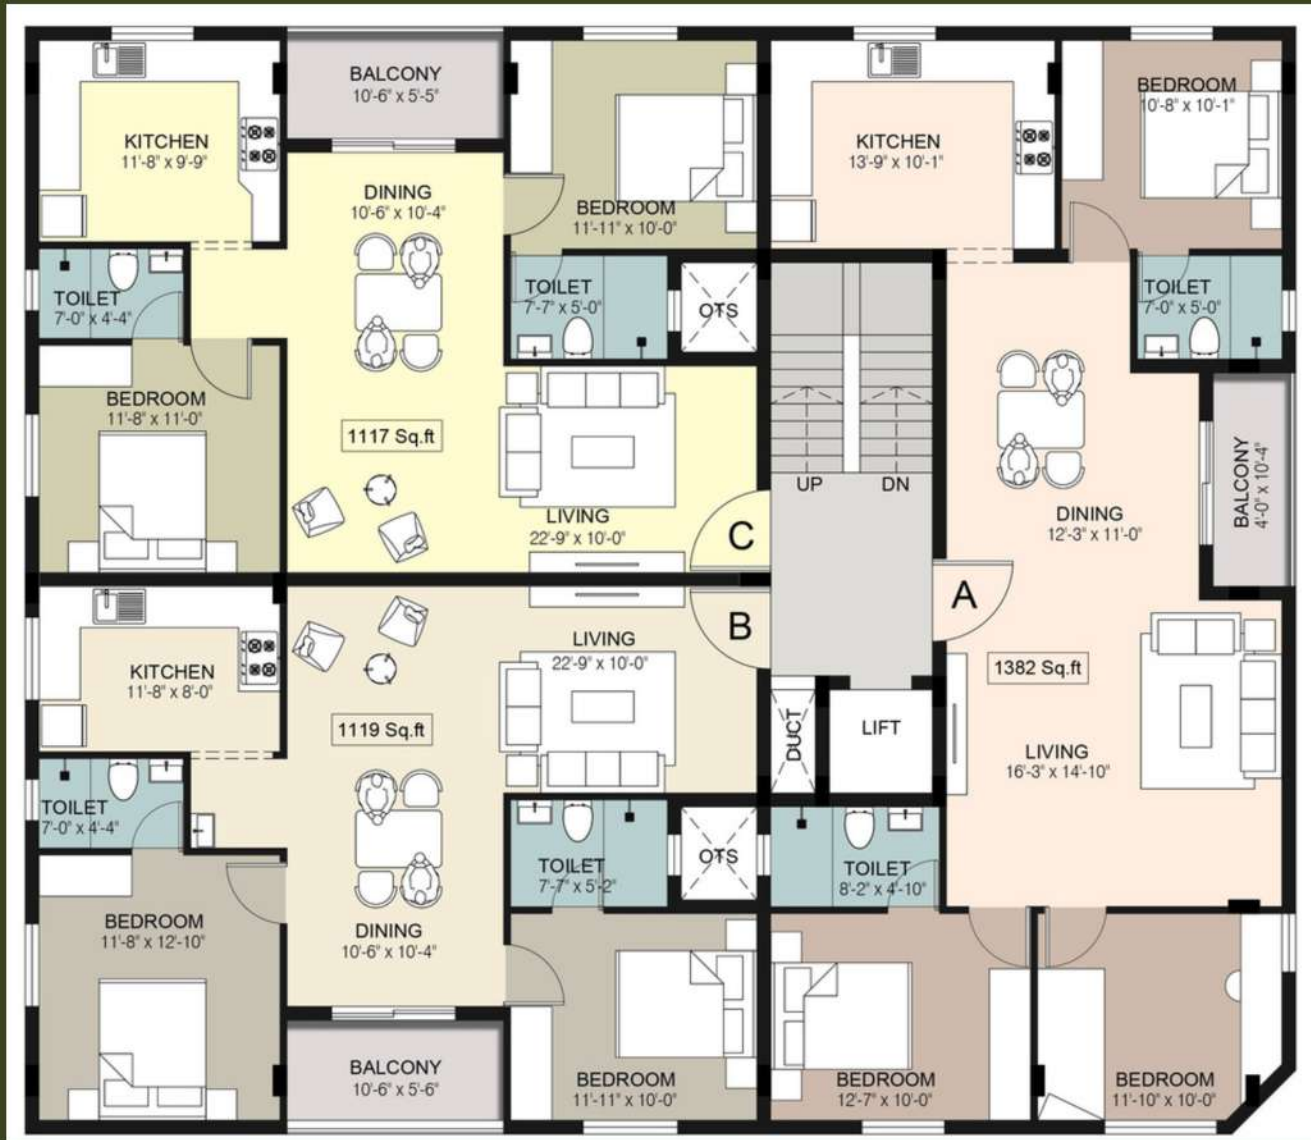 KITCHEN
11'-8" x 9'-9"
BALCONY
10'-6" x 5'-5"
DINING
10'-6" x 10'-4"
BEDROOM
11'-11" x 10'-0"
TOILET
7'-0" x 4'-4"
TOILET
7'-7" x 5'-0"
OTS
BEDROOM
11'-8" x 11'-0"
1117 Sq.ft
LIVING
22'-9" x 10'-0"
C
KITCHEN
13'-9" x 10'-1"
BEDROOM
10'-8" x 10'-1"
TOILET
7'-0" x 5'-0"
UP
DN
DINING
12'-3" x 11'-0"
BALCONY
4'-0" x 10'-4"
A
1382 Sq.ft
LIVING
16'-3" x 14'-10"
DUCT
LIFT
KITCHEN
11'-8" x 8'-0"
LIVING
22'-9" x 10'-0"
B
1119 Sq.ft
TOILET
7'-0" x 4'-4"
TOILET
7'-7" x 5'-2"
OTS
TOILET
8'-2" x 4'-10"
BEDROOM
11'-8" x 12'-10"
DINING
10'-6" x 10'-4"
BALCONY
10'-6" x 5'-6"
BEDROOM
11'-11" x 10'-0"
BEDROOM
12'-7" x 10'-0"
BEDROOM
11'-10" x 10'-0"